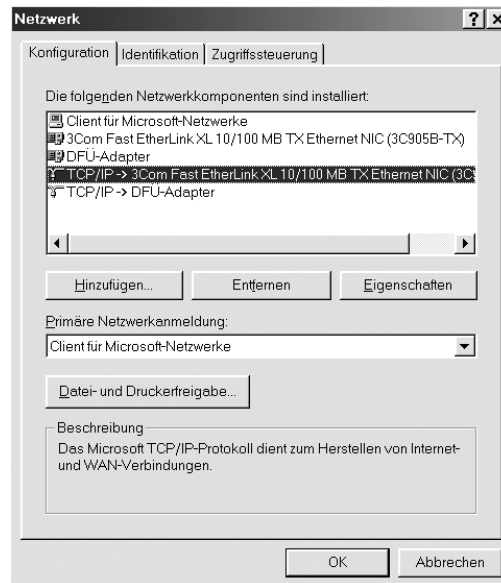 Netzwerk
Konfiguration Identifikation Zugriffssteuerung
Die folgenden Netzwerkkomponenten sind installiert:
Client für Microsoft-Netzwerke
3Com Fast EtherLink XL 10/100 MB TX Ethernet NIC (3C905B-TX)
DFÜ-Adapter
TCP/IP -> 3Com Fast EtherLink XL 10/100 MB TX Ethernet NIC (3C
TCP/IP -> DFÜ-Adapter
Hinzufügen... Entfernen Eigenschaften
Primäre Netzwerkanmeldung:
Client für Microsoft-Netzwerke
Datei- und Druckerfreigabe...
Beschreibung
Das Microsoft TCP/IP-Protokoll dient zum Herstellen von Internet-
und WAN-Verbindungen.
OK Abbrechen